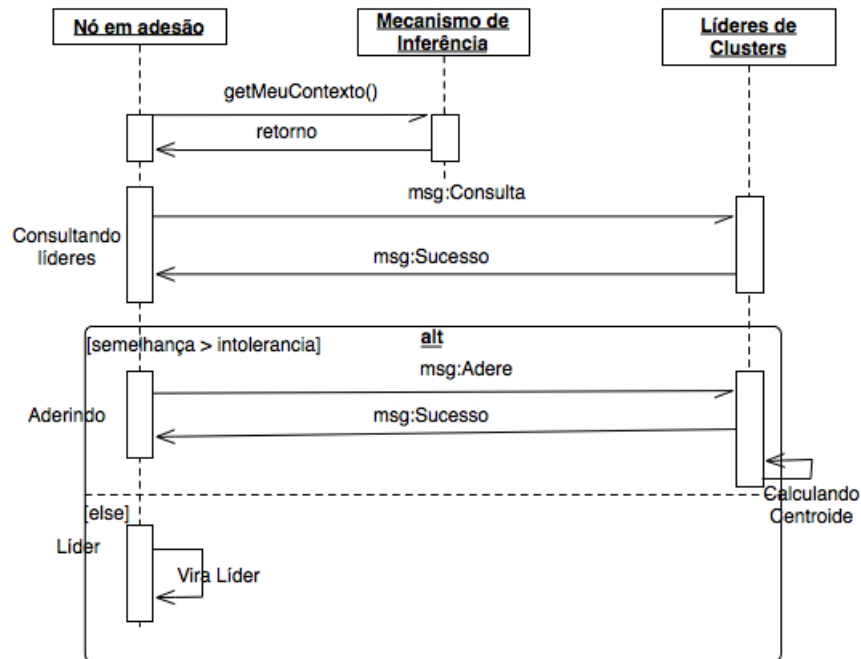 Nó em adesão
Mecanismo de
Inferência
Líderes de
Clusters
getMeuContexto()
retorno
msg:Consulta
Consultando
líderes
msg:Sucesso
alt
[semelhança > intolerancia]
msg:Adere
Aderindo
msg:Sucesso
Calculando
Centroide
[else]
Líder
Vira Líder